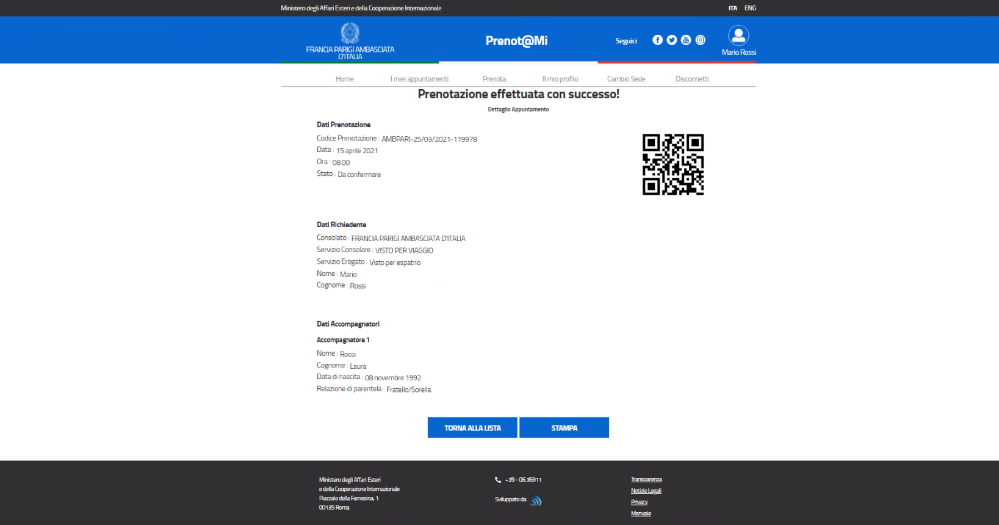 Ministero degli Affari Esteri e della Cooperazione Internazionale
ITA ENG
FRANCIA PARIGI AMBASCIATA
D'ITALIA
Prenot@Mi
Seguici
Mario Rossi
Home I miei appuntamenti Prenota Il mio profilo Cambio Sede Disconnetti
Prenotazione effettuata con successo!
Dettaglio Appuntamento
Dati Prenotazione
Codice Prenotazione : AMBPARI-25/03/2021-119978
Data : 15 aprile 2021
Ora : 08:00
Stato : Da confermare
Dati Richiedente
Consolato : FRANCIA PARIGI AMBASCIATA D'ITALIA
Servizio Consolare : VISTO PER VIAGGIO
Servizio Erogato : Visto per espatrio
Nome : Mario
Cognome : Rossi
Dati Accompagnatori
Accompagnatore 1
Nome : Rossi
Cognome : Laura
Data di nascita : 08 novembre 1992
Relazione di parentela : Fratello/Sorella
TORNA ALLA LISTA STAMPA
Ministero degli Affari Esteri
e della Cooperazione Internazionale
Piazzale della Farnesina, 1
00135 Roma
+39 - 06.36911
Sviluppato da:
Transparenza
Notizie Legali
Privacy
Manuale